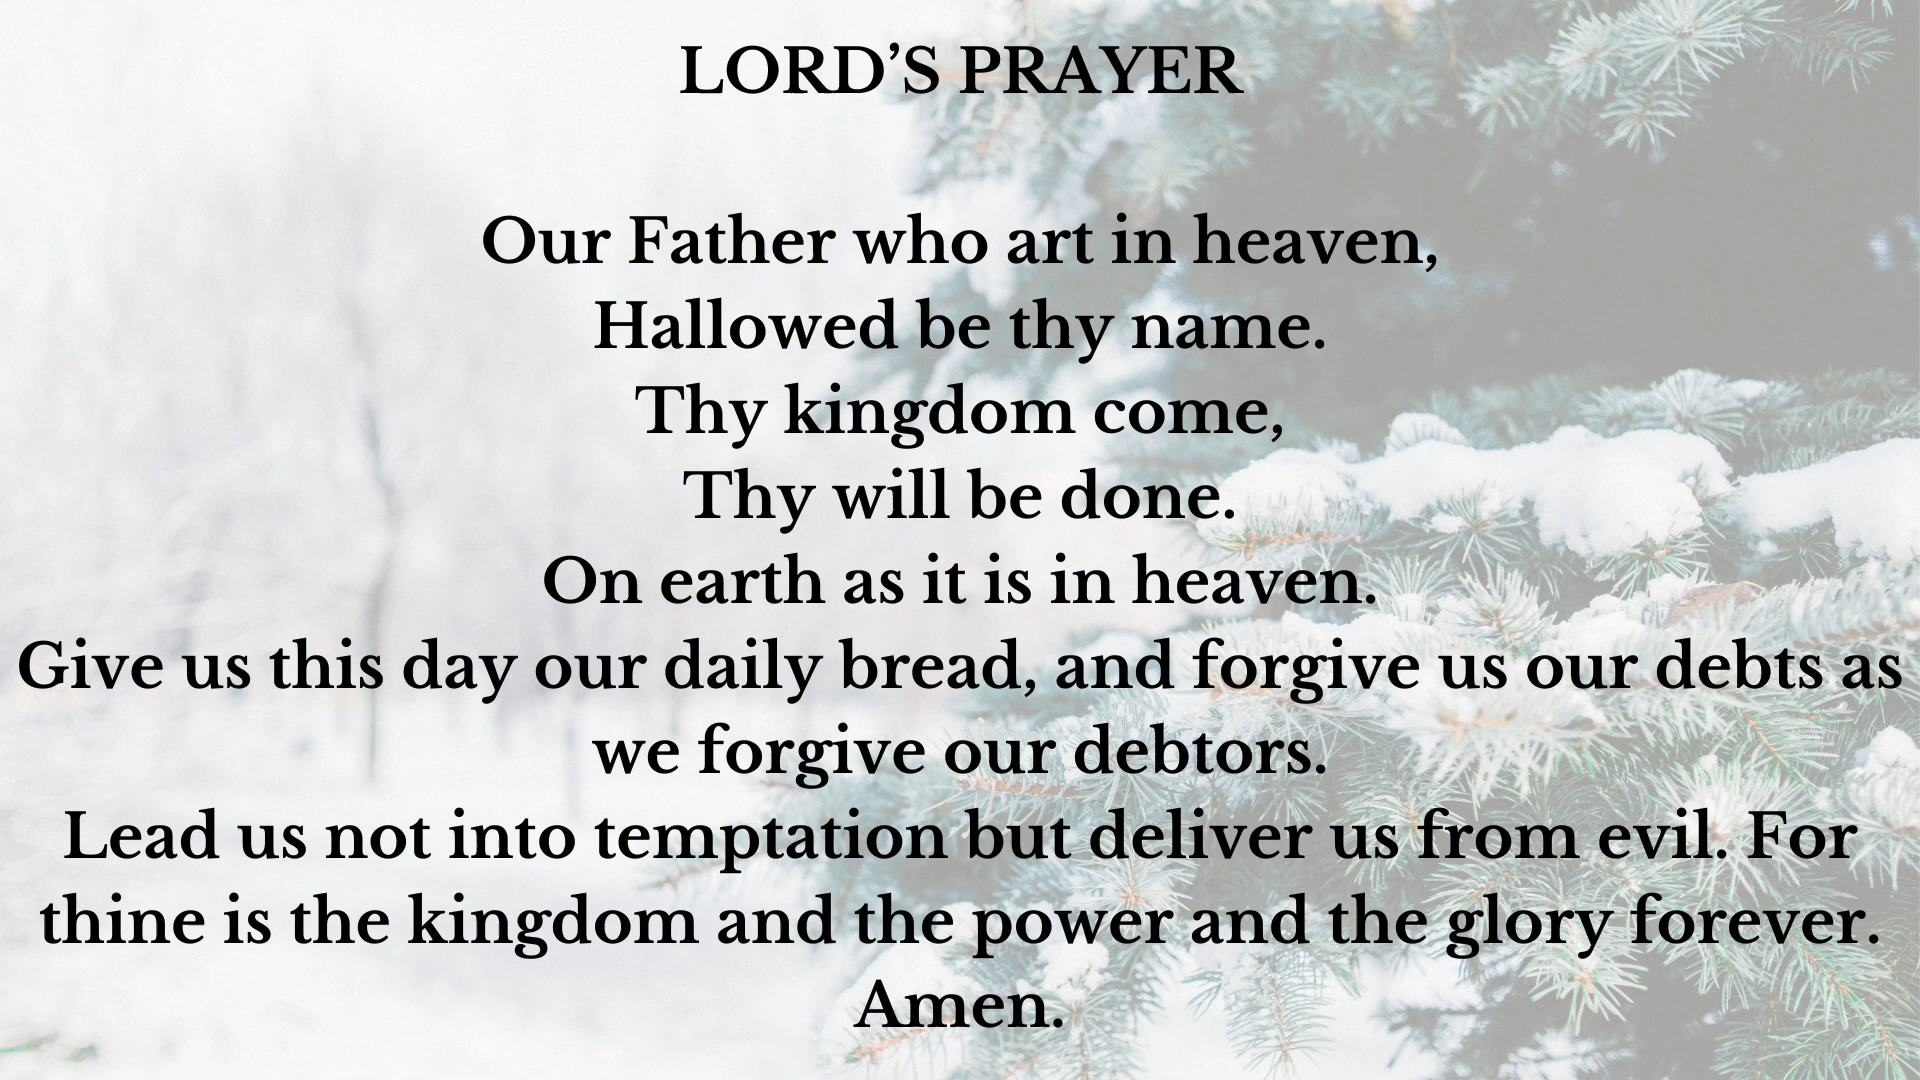 LORD’S PRAYER
Our Father who art in heaven,
Hallowed be thy name.
Thy kingdom come,
Thy will be done.
On earth as it is in heaven.
Give us this day our daily bread, and forgive us our debts as
we forgive our debtors.
Lead us not into temptation but deliver us from evil. For
thine is the kingdom and the power and the glory forever.
Amen.